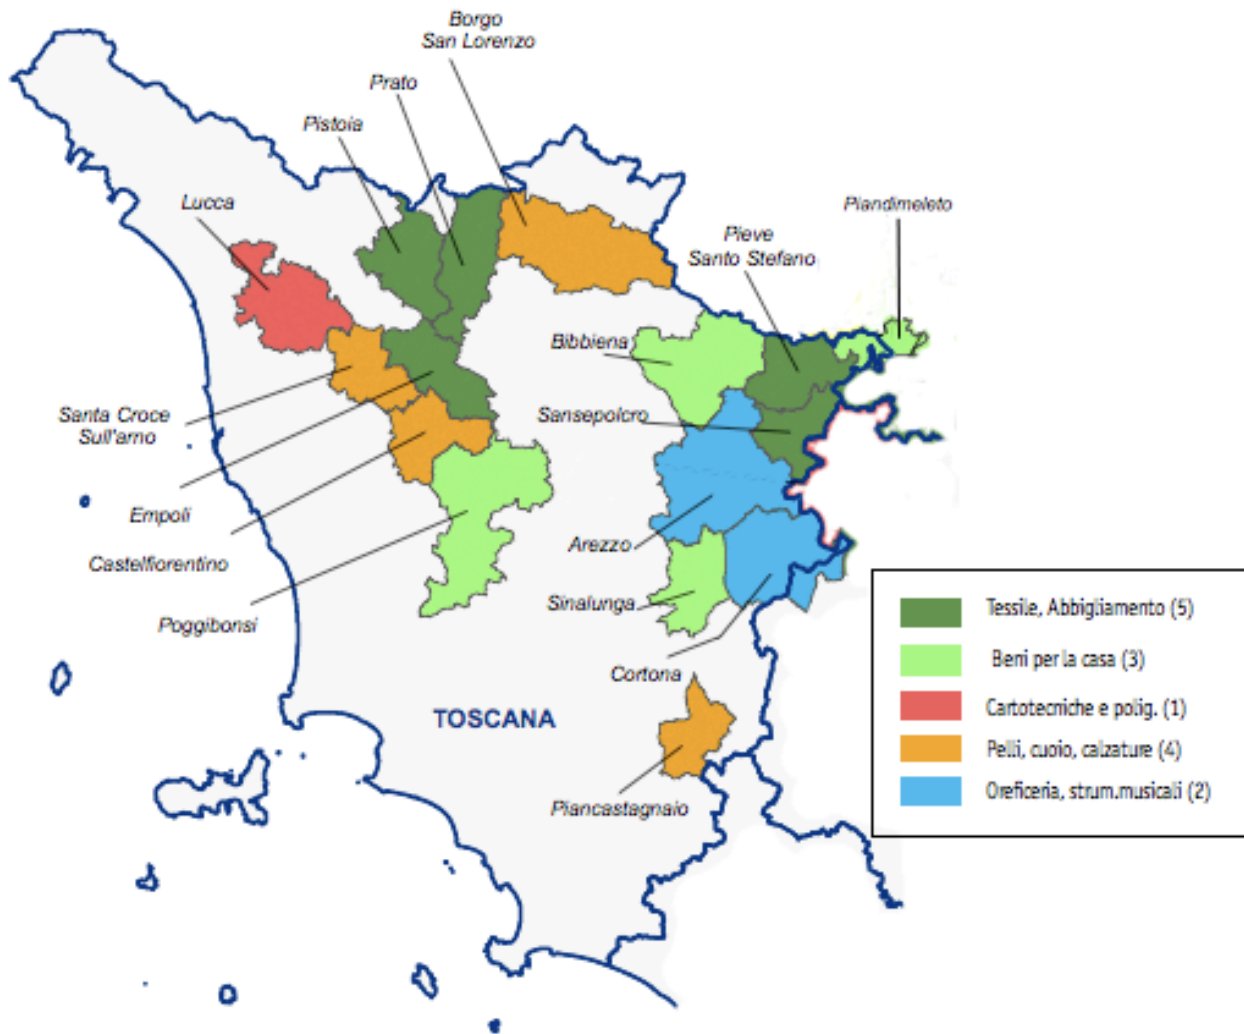 Borgo
San Lorenzo
Prato
Pistoia
Lucca
Piandimeleto
Pieve
Santo Stefano
Bibbiena
Sansepolcro
Santa Croce
Sull'arno
Empoli
Castelfiorentino
Poggibonsi
Arezzo
Sinalunga
Cortona
TOSCANA
Piancastagnaio
Tessile, Abbigliamento (5)
Beni per la casa (3)
Cartotecniche e polig. (1)
Pelli, cuoio, calzature (4)
Oreficeria, strum.musicali (2)